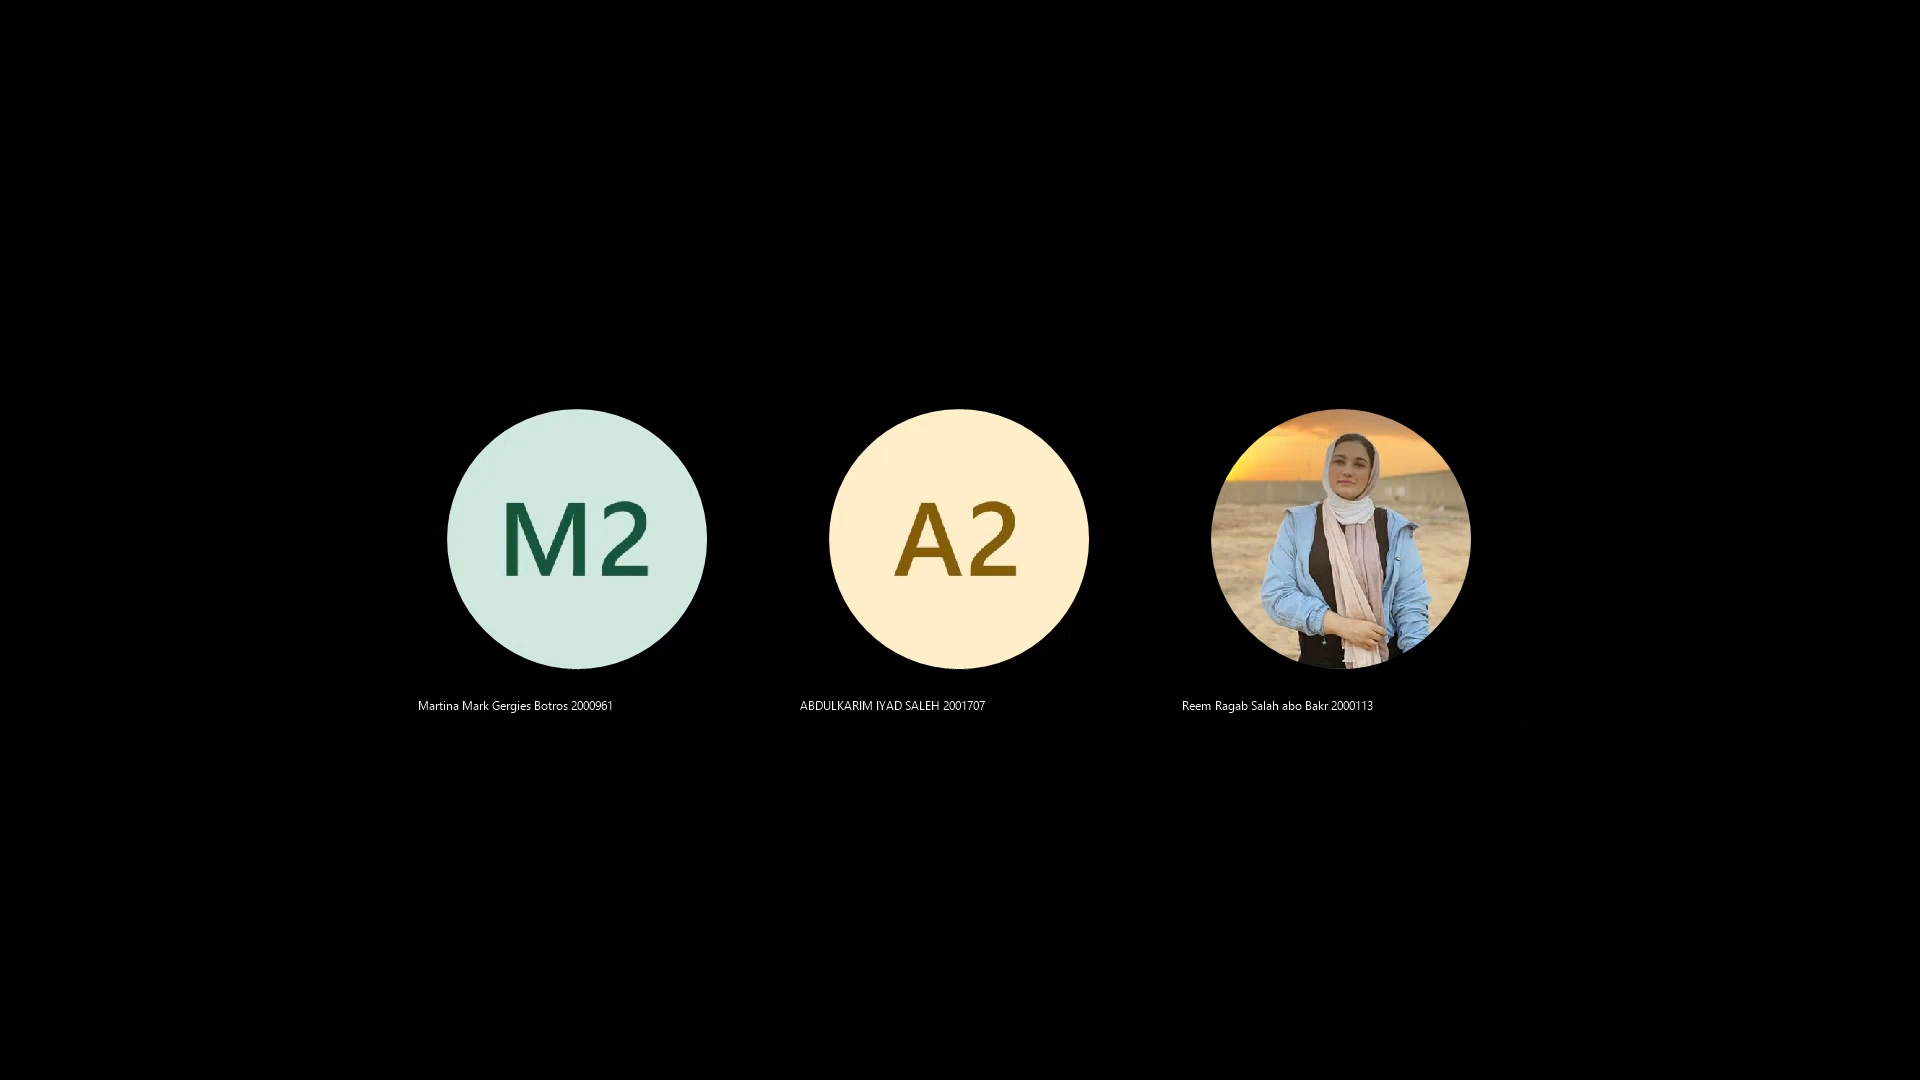 M2
A2
Martina Mark Gergies Botros 2000961
ABDULKARIM IYAD SALEH 2001707
Reem Ragab Salah abo Bakr 2000113